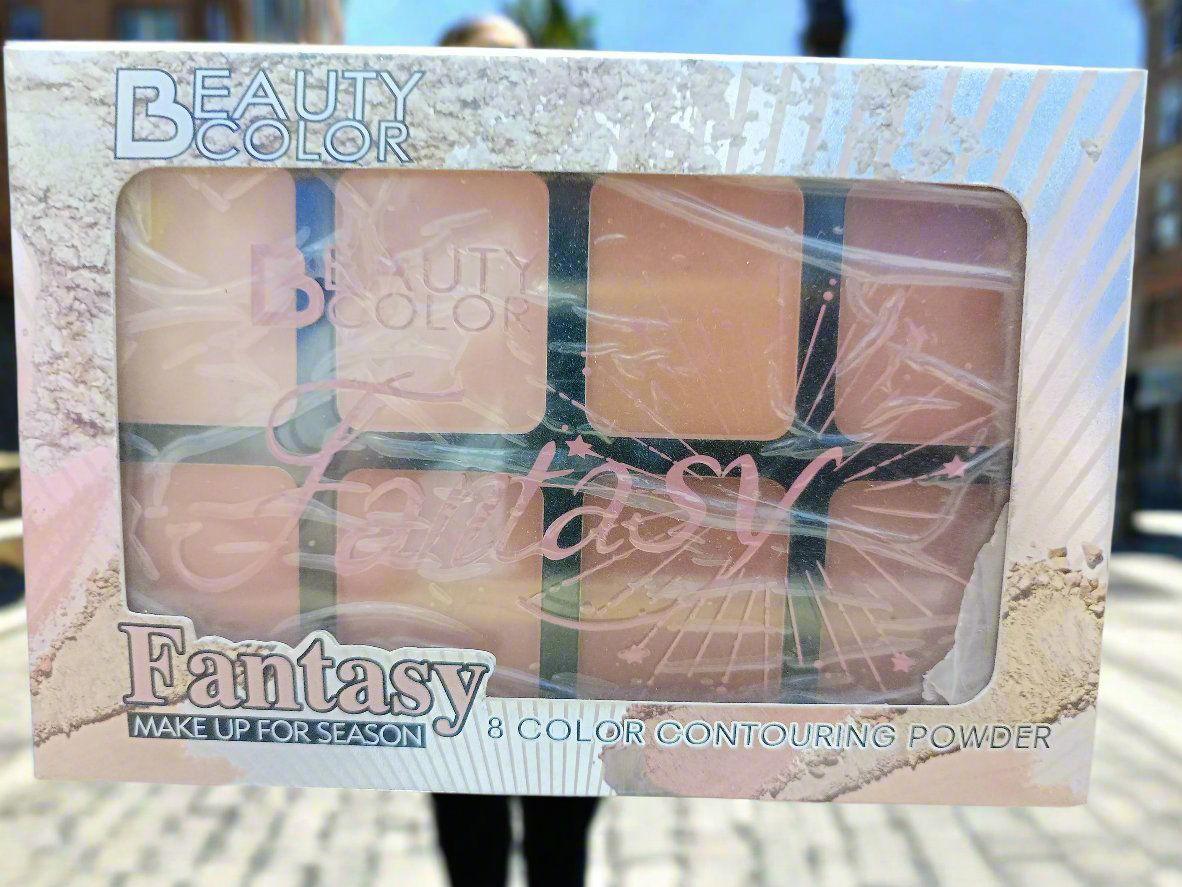 BEAUTY
COLOR
BEAUTY
COLOR
Fantasy
Fantasy
MAKE UP FOR SEASON
8 COLOR CONTOURING POWDER